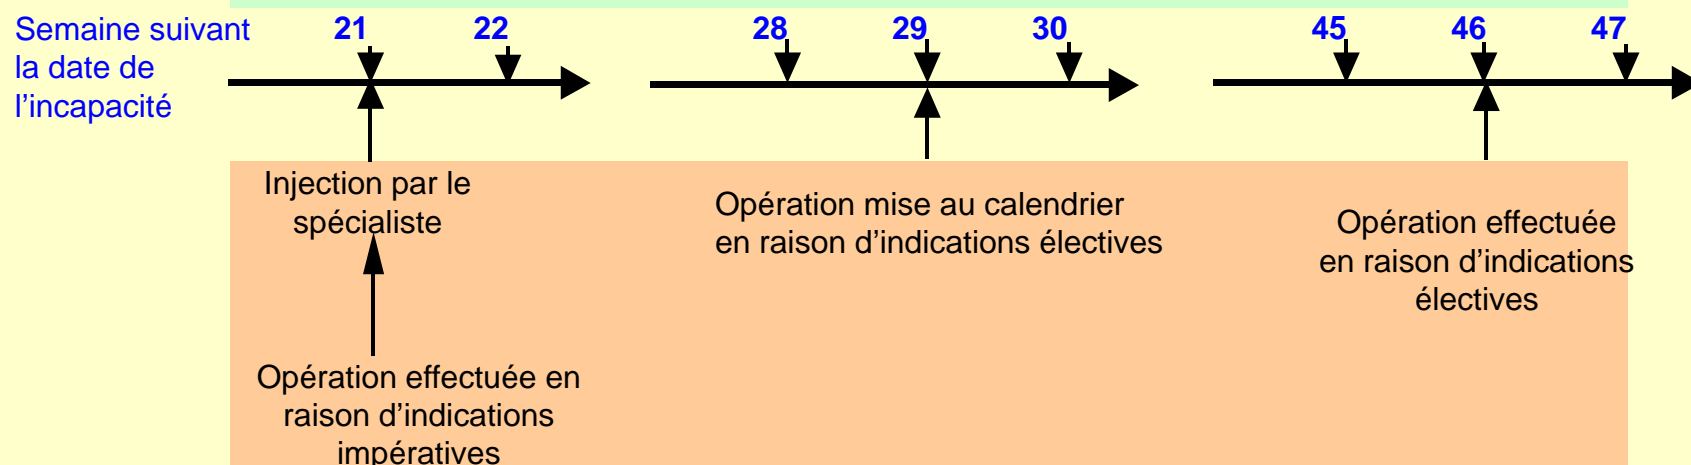 Semaine suivant
la date de
l'incapacité
21 22 28 29 30 45 46 47
Injection par le
spécialiste
Opération effectuée en
raison d'indications
impératives
Opération mise au calendrier
en raison d'indications électives
Opération effectuée
en raison d'indications
électives